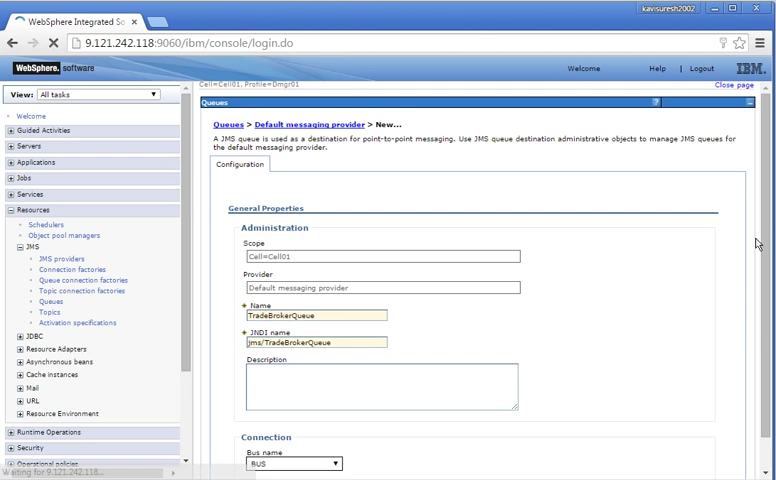 kavisuresh2002
WebSphere Integrated So
9.121.242.118:9060/ibm/console/login.do
WebSphere. software
Welcome
Help | Logout
IBM.
View: All tasks
Cell=Cell01, Profile=Dmgr01
Close page
Welcome
Guided Activities
Servers
Applications
Jobs
Services
Resources
Schedulers
Object pool managers
JMS
JMS providers
Connection factories
Queue connection factories
Topic connection factories
Queues
Topics
Activation specifications
JDBC
Resource Adapters
Asynchronous beans
Cache instances
Mail
URL
Resource Environment
Runtime Operations
Security
Operational policies
Waiting for 9.121.242.118...
Queues
?
Queues > Default messaging provider > New...
A JMS queue is used as a destination for point-to-point messaging. Use JMS queue destination administrative objects to manage JMS queues for
the default messaging provider.
Configuration
General Properties
Administration
Scope
Cell=Cell01
Provider
Default messaging provider
Name
TradeBrokerQueue
JNDI name
jms/TradeBrokerQueue
Description
Connection
Bus name
BUS